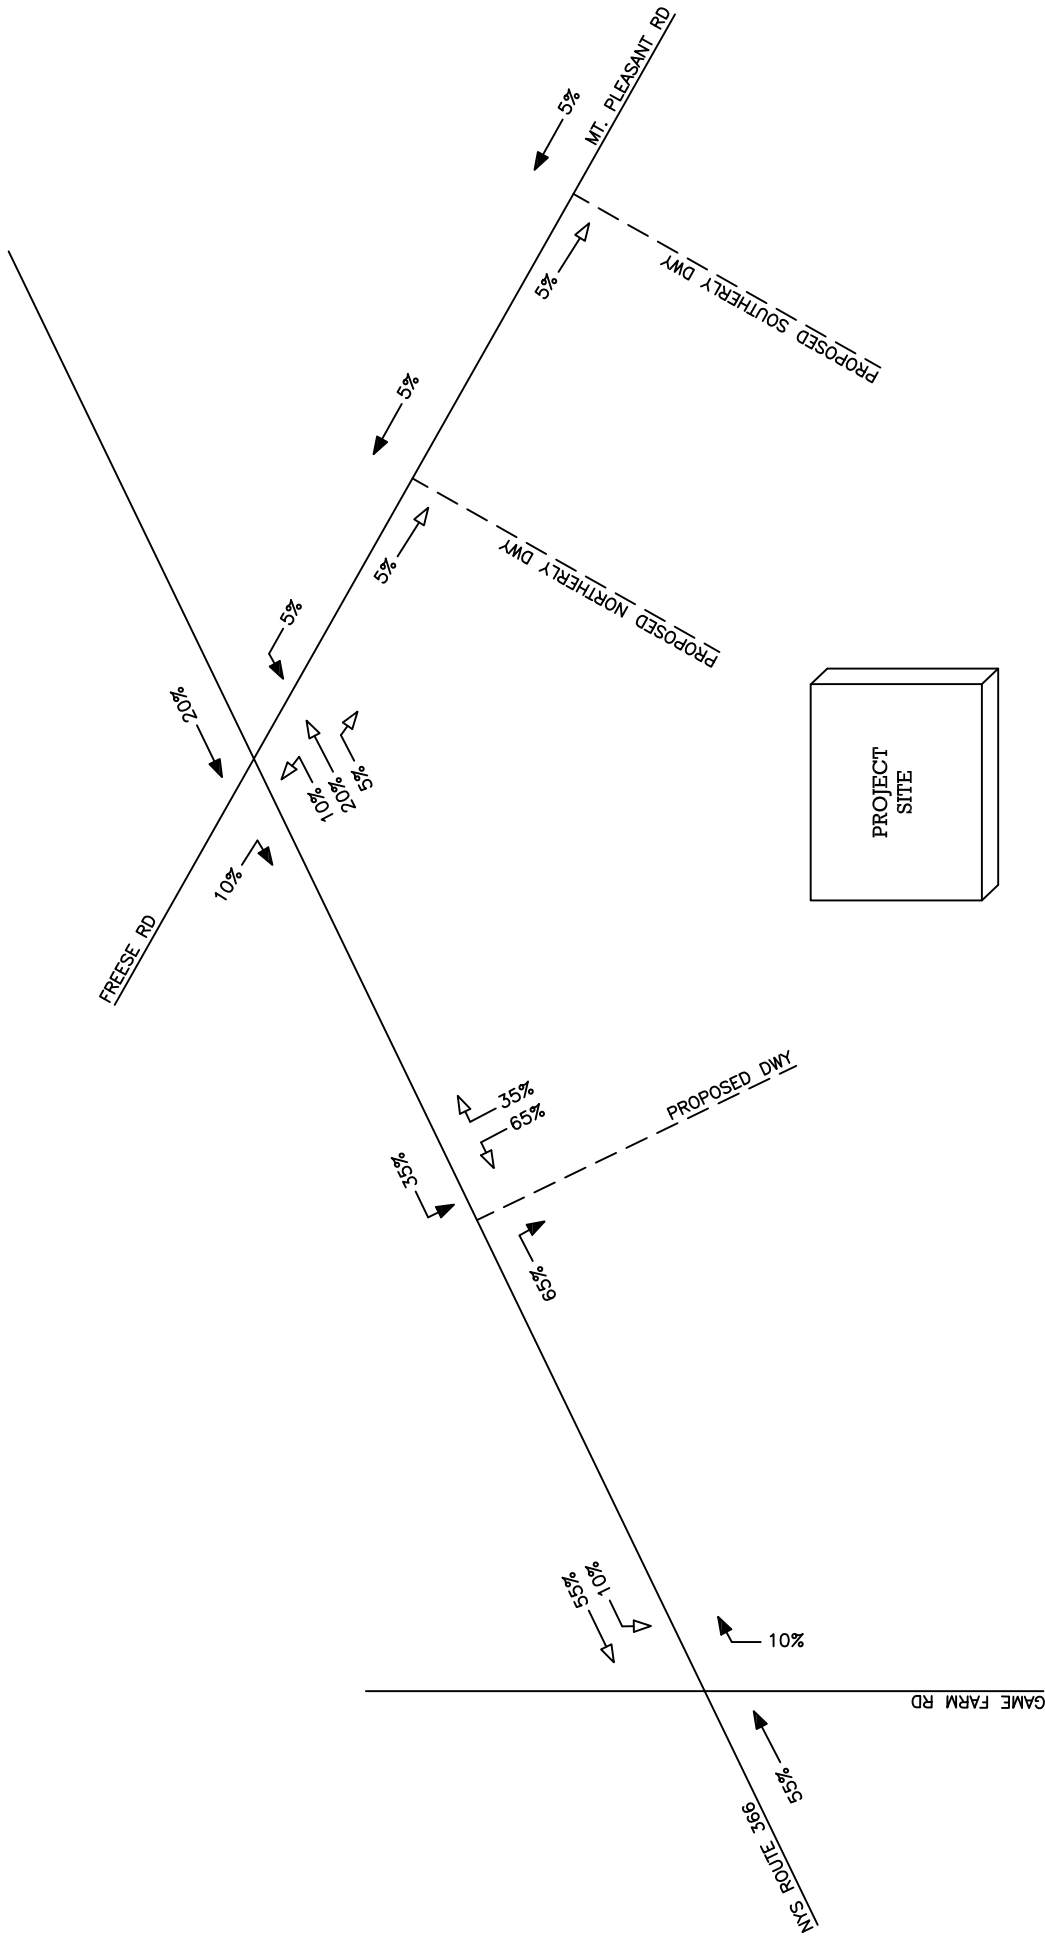 MT. PLEASANT RD
5%
5%
PROPOSED SOUTHERLY DWY
5%
5%
PROPOSED NORTHERLY DWY
5%
20%
10%
20%
5%
10%
FREESE RD
PROJECT
SITE
35%
65%
35%
PROPOSED DWY
65%
55%
10%
10%
GAME FARM RD
55%
NYS ROUTE 366